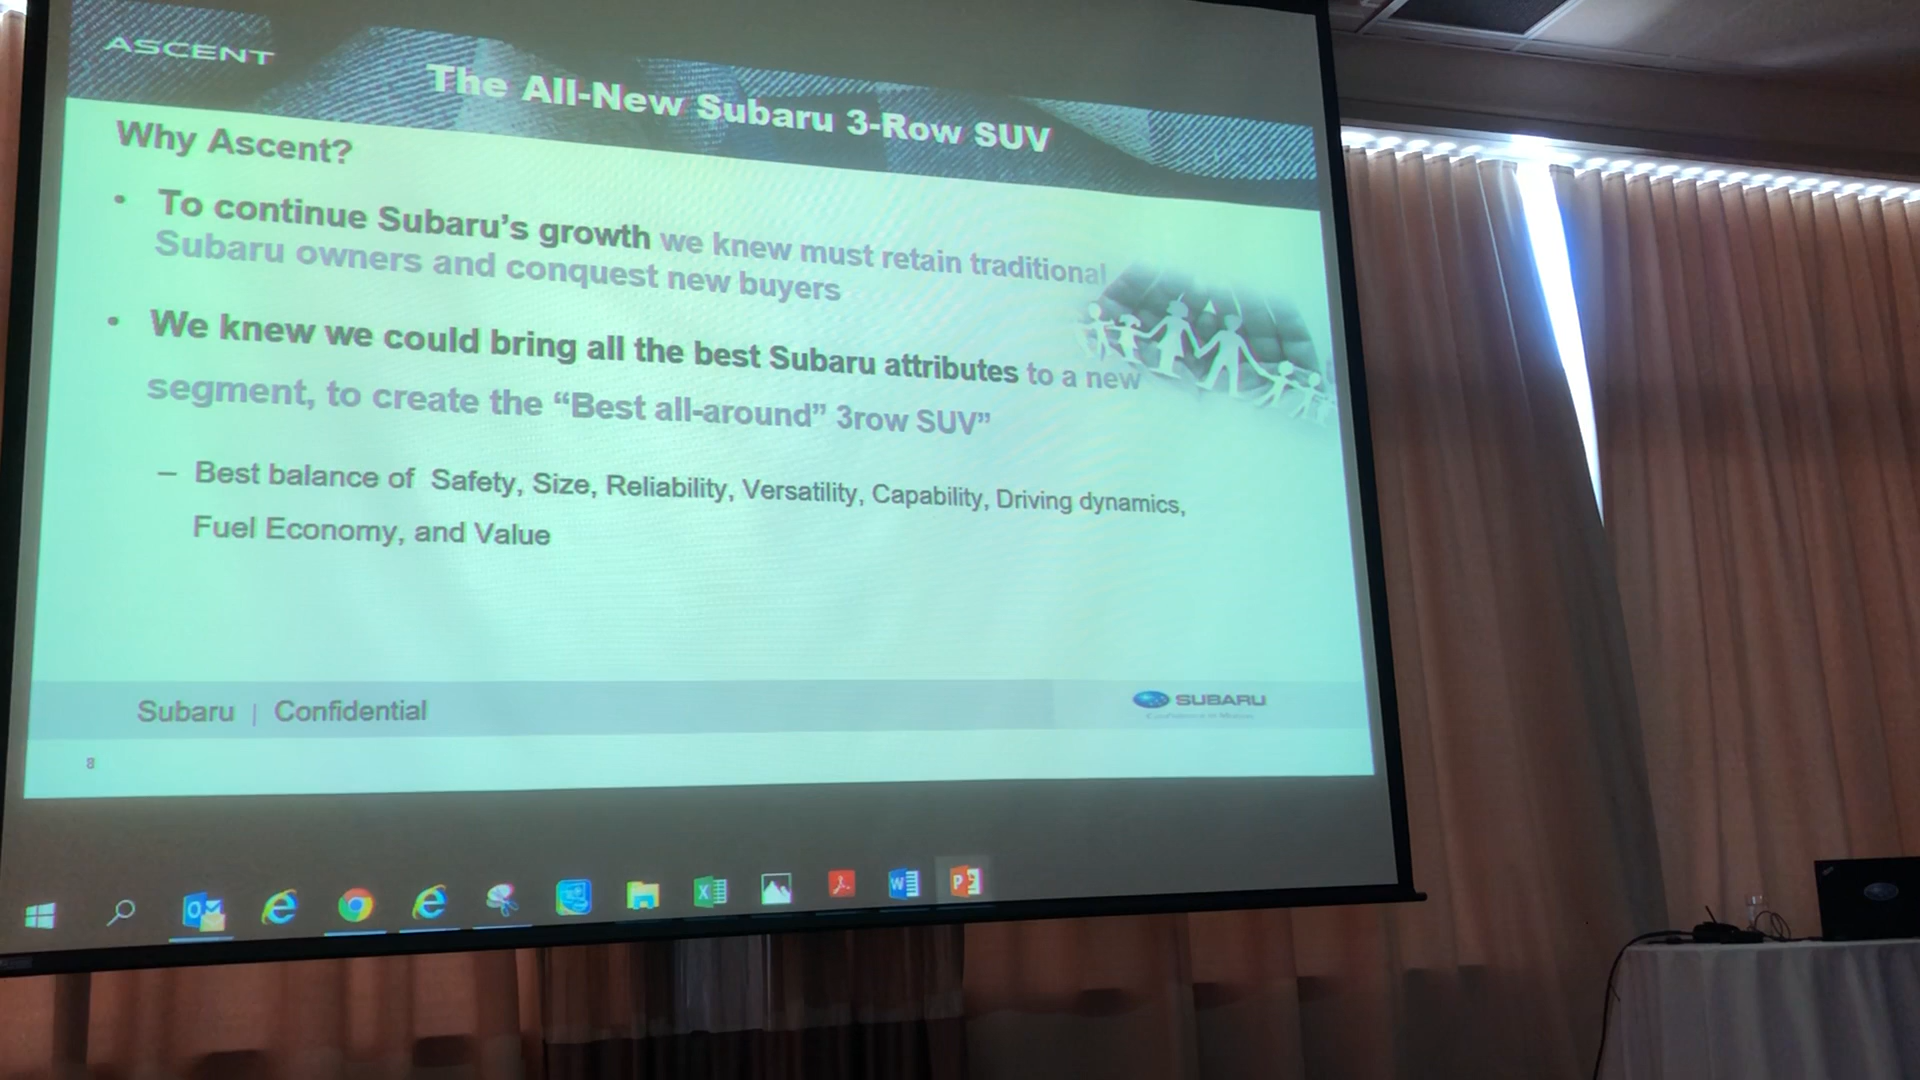 ASCENT
The All-New Subaru 3-Row SUV
Why Ascent?
• To continue Subaru's growth we knew must retain traditional
Subaru owners and conquest new buyers
• We knew we could bring all the best Subaru attributes to a new
segment, to create the “Best all-around” 3row SUV”
– Best balance of Safety, Size, Reliability, Versatility, Capability, Driving dynamics,
Fuel Economy, and Value
Subaru | Confidential
SUBARU
Confidence in Motion
8